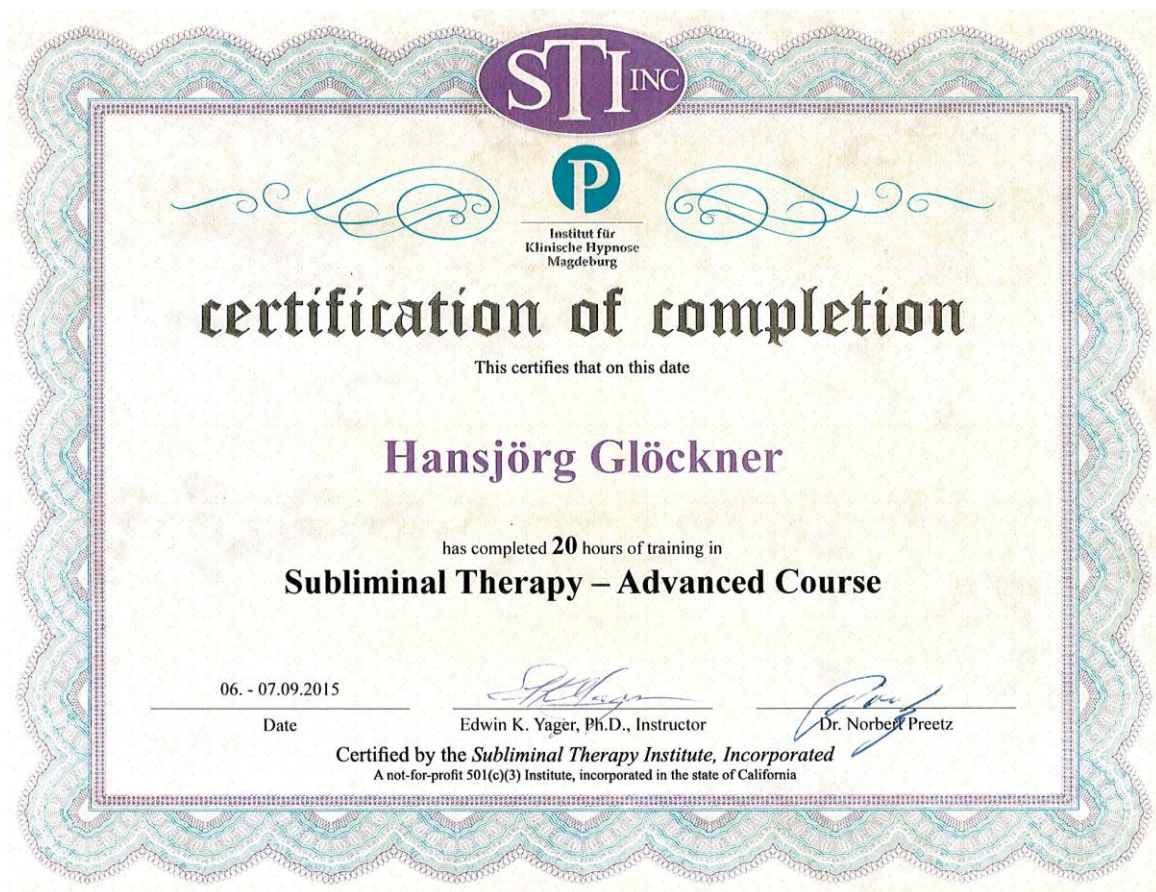 STI INC
P
Institut für
Klinische Hypnose
Magdeburg
certification of completion
This certifies that on this date
Hansjörg Glöckner
has completed 20 hours of training in
Subliminal Therapy – Advanced Course
06. - 07.09.2015
Date
Edwin K. Yager, Ph.D., Instructor
Dr. Norbert Preetz
Certified by the Subliminal Therapy Institute, Incorporated
A not-for-profit 501(c)(3) Institute, incorporated in the state of California